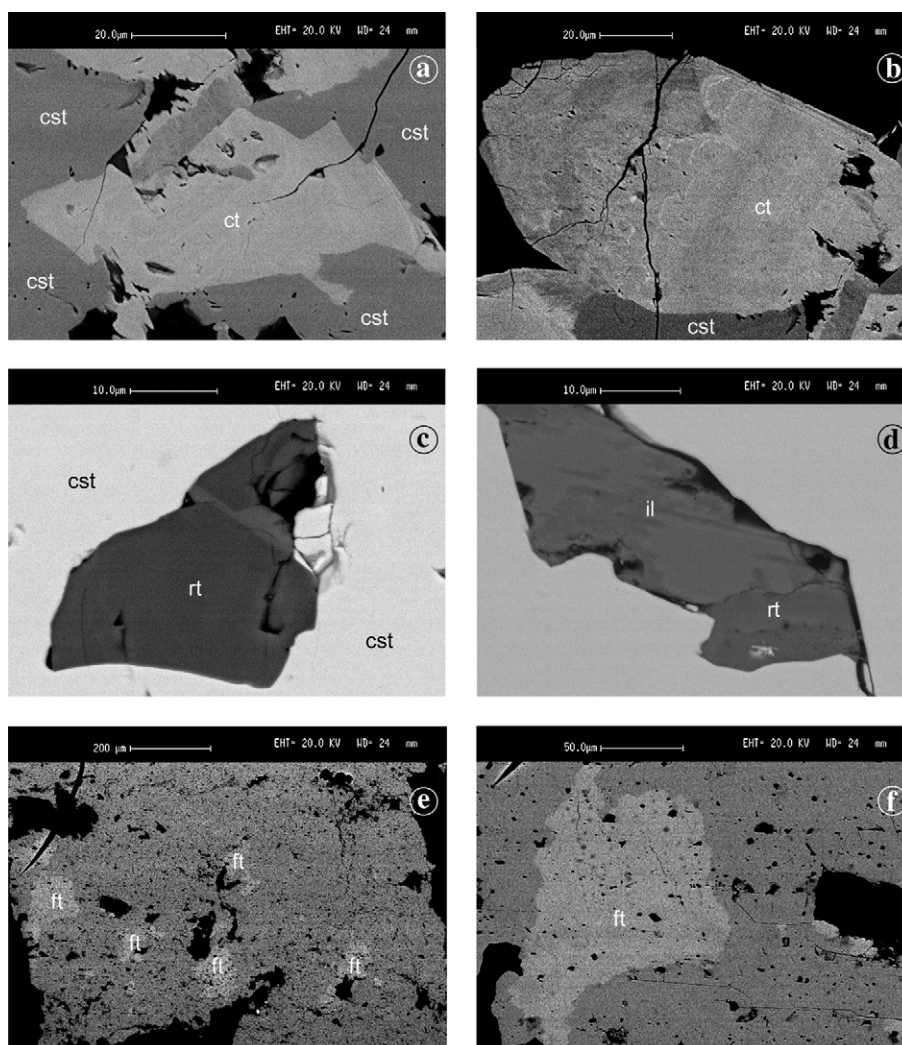 20.0µm EHT= 20.0 KV WD= 24 mm
a
cst
cst
ct
cst
cst
20.0µm EHT= 20.0 KV WD= 24 mm
b
ct
cst
10.0µm EHT= 20.0 KV WD= 24 mm
c
cst
rt
cst
10.0µm EHT= 20.0 KV WD= 24 mm
d
il
rt
200 µm EHT= 20.0 KV WD= 24 mm
e
ft
ft
ft
ft
ft
50.0µm EHT= 20.0 KV WD= 24 mm
f
ft